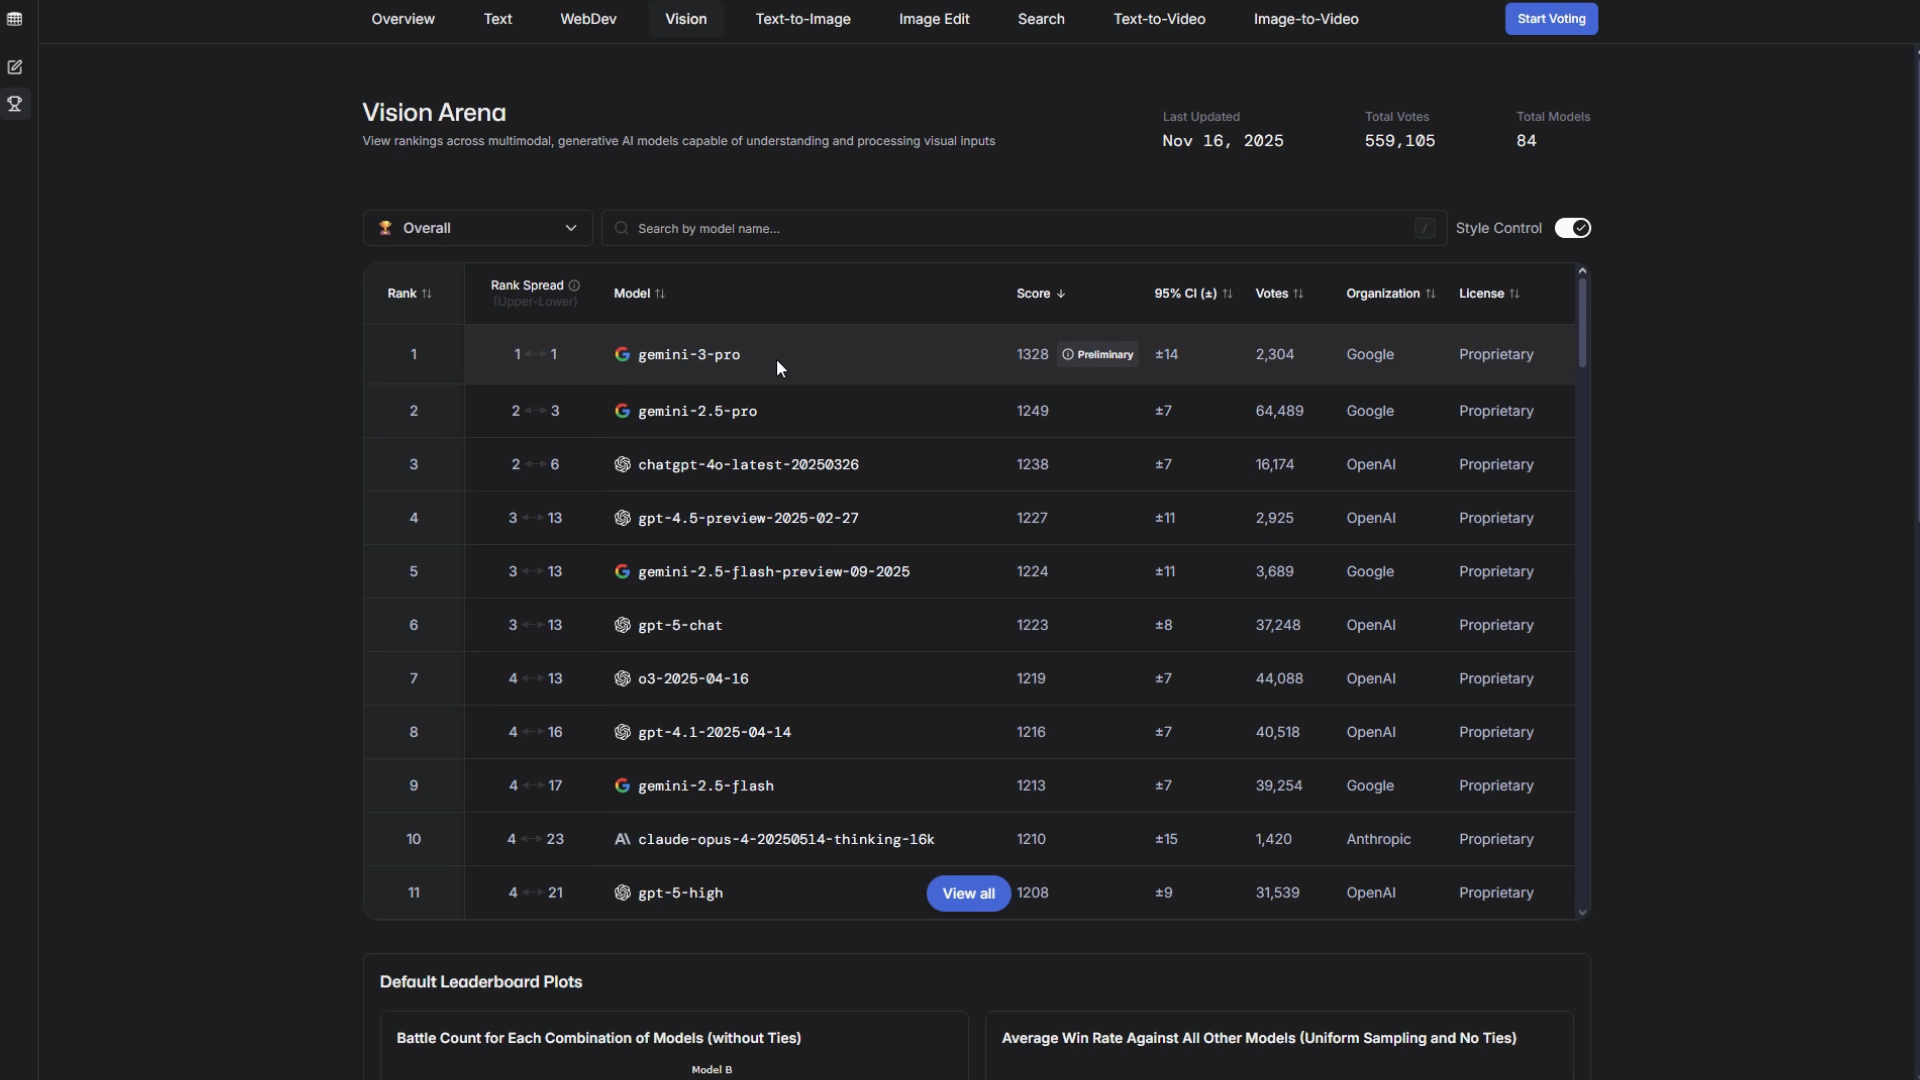 Overview Text WebDev Vision Text-to-Image Image Edit Search Text-to-Video Image-to-Video Start Voting
Vision Arena
View rankings across multimodal, generative AI models capable of understanding and processing visual inputs
Last Updated Total Votes Total Models
Nov 16, 2025 559,105 84
Overall Search by model name... / Style Control
Rank Rank Spread (Upper-Lower) Model Score 95% CI (±) Votes Organization License
1 1 1 gemini-3-pro 1328 Preliminary ±14 2,304 Google Proprietary
2 2 3 gemini-2.5-pro 1249 ±7 64,489 Google Proprietary
3 2 6 chatgpt-4o-latest-20250326 1238 ±7 16,174 OpenAI Proprietary
4 3 13 gpt-4.5-preview-2025-02-27 1227 ±11 2,925 OpenAI Proprietary
5 3 13 gemini-2.5-flash-preview-09-2025 1224 ±11 3,689 Google Proprietary
6 3 13 gpt-5-chat 1223 ±8 37,248 OpenAI Proprietary
7 4 13 o3-2025-04-16 1219 ±7 44,088 OpenAI Proprietary
8 4 16 gpt-4.1-2025-04-14 1216 ±7 40,518 OpenAI Proprietary
9 4 17 gemini-2.5-flash 1213 ±7 39,254 Google Proprietary
10 4 23 claude-opus-4-20250514-thinking-16k 1210 ±15 1,420 Anthropic Proprietary
11 4 21 gpt-5-high View all 1208 ±9 31,539 OpenAI Proprietary
Default Leaderboard Plots
Battle Count for Each Combination of Models (without Ties) Average Win Rate Against All Other Models (Uniform Sampling and No Ties)
Model B